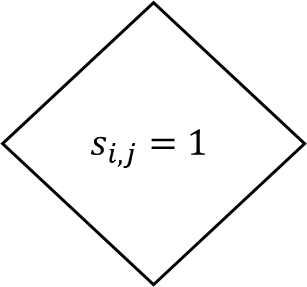 s_{i,j} = 1